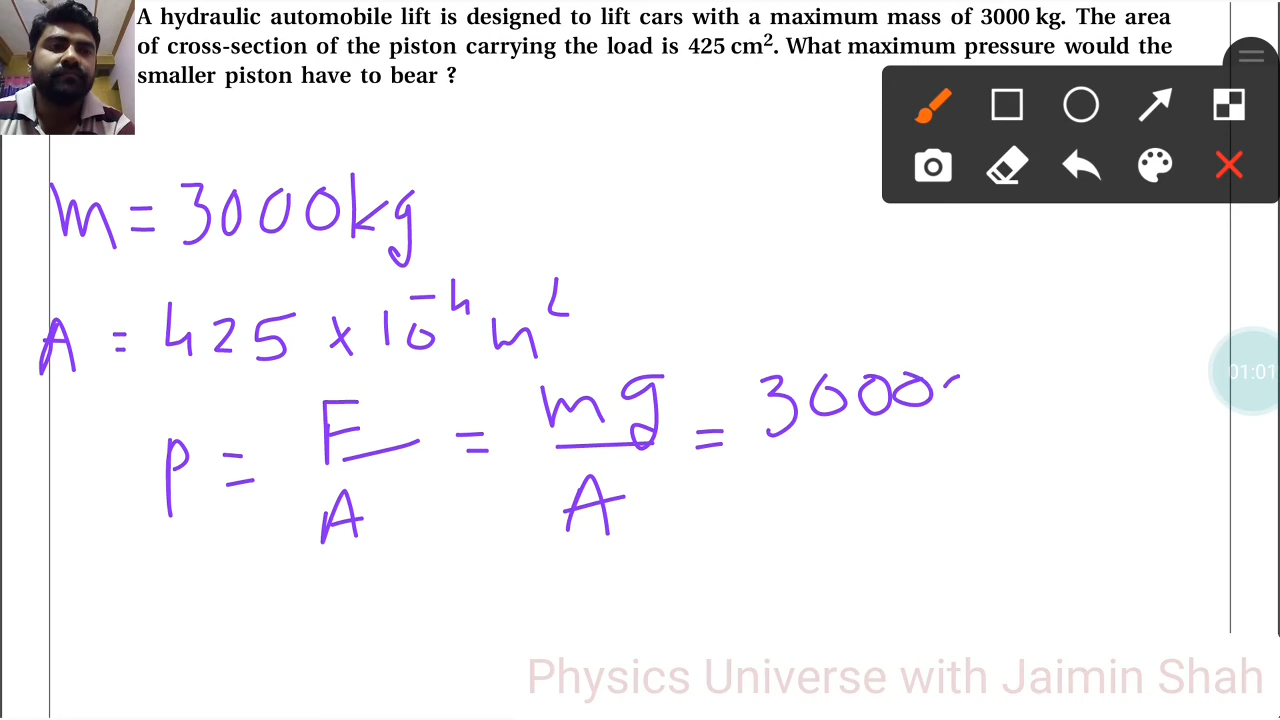 A hydraulic automobile lift is designed to lift cars with a maximum mass of 3000 kg. The area
of cross-section of the piston carrying the load is 425 cm². What maximum pressure would the
smaller piston have to bear ?
m = 3000kg
A = 425 × 10⁻⁴ m²
P = F/A = mg/A = 3000
01:01
Physics Universe with Jaimin Shah